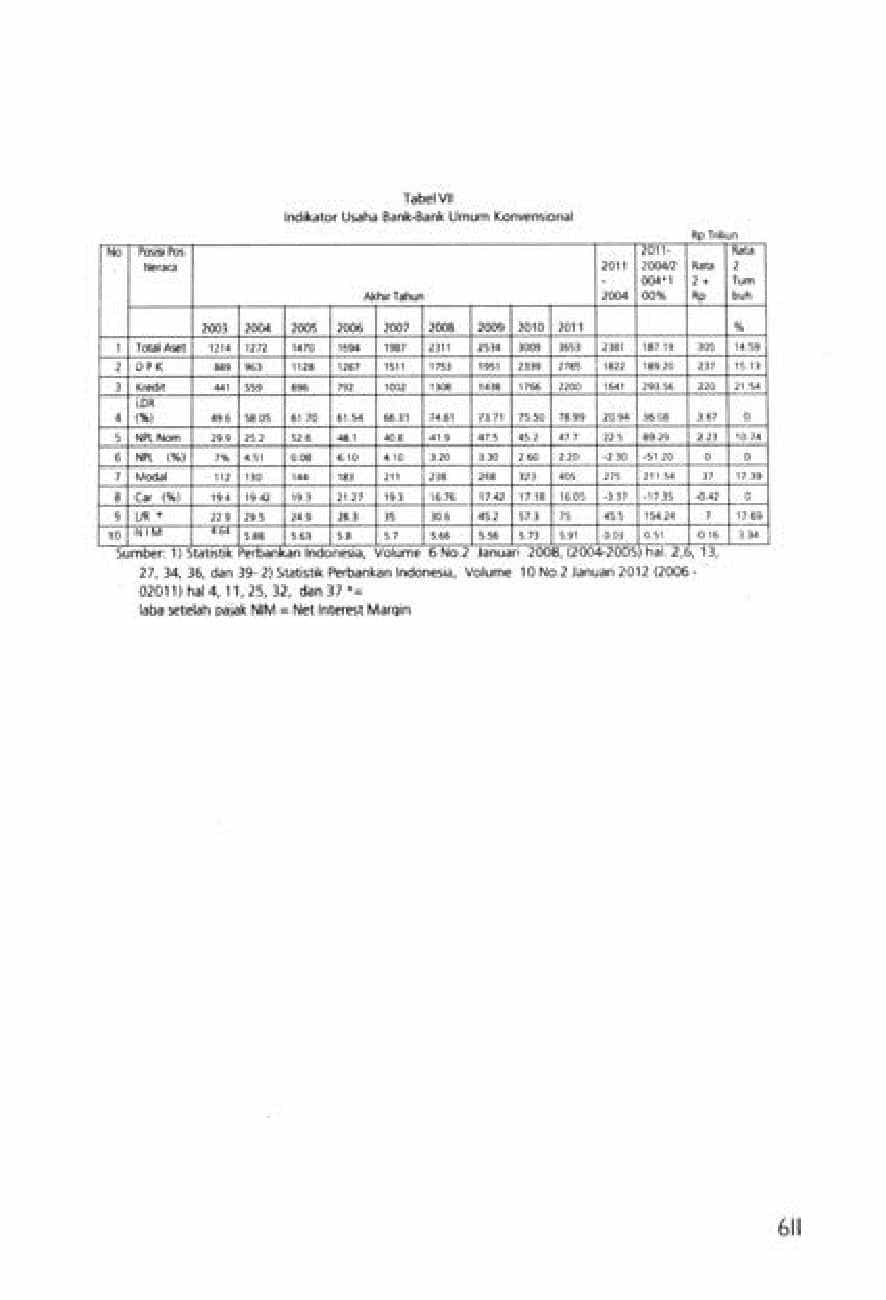 Tabel VII
Indikator Usaha Bank-Bank Umum Konvensional
Rp Triliun
No Posisi Pos Neraca Akhir Tahun 2011 - 2004 2011-2004/2004*100% Rata 2 + Rp Rata 2 Tumbuh
2003 2004 2005 2006 2007 2008 2009 2010 2011 %
1 Total Aset 1214 1272 1470 1694 1987 2311 2534 3009 3653 2381 187.19 305 14.59
2 D P K 889 963 1128 1287 1511 1753 1951 2339 2785 1822 189.20 237 15.13
3 Kredit 441 559 696 792 1002 1308 1438 1766 2200 1641 293.56 220 21.54
4 LDR (%) 49.6 58.05 61.70 61.54 66.31 74.61 73.71 75.50 78.99 20.94 36.08 3.67 0
5 NPL Nom 29.9 25.2 52.6 48.1 40.8 41.9 47.5 45.2 47.7 22.5 89.29 2.23 10.74
6 NPL (%) 7% 4.51 6.10 4.10 3.20 3.30 2.60 2.20 -2.30 -51.20 0 0
7 Modal 112 130 144 183 211 238 268 323 405 275 211.54 37 17.39
8 Car (%) 19.4 19.42 19.3 21.27 19.3 16.76 17.42 17.18 16.05 -3.37 -17.35 -0.42 0
9 L/R * 22.9 29.5 24.9 28.3 35 30.6 45.2 57.3 75 45.5 154.24 7 17.69
10 N I M 4.64 5.88 5.63 5.8 5.7 5.66 5.56 5.73 5.91 0.03 0.51 0.16 3.94
Sumber: 1) Statistik Perbankan Indonesia, Volume 6 No.2 Januari 2008, (2004-2005) hal. 2,6, 13,
27, 34, 36, dan 39- 2) Statistik Perbankan Indonesia, Volume 10 No.2 Januari 2012 (2006 -
02011) hal 4, 11, 25, 32, dan 37 *=
laba setelah pajak NIM = Net Interest Margin
611